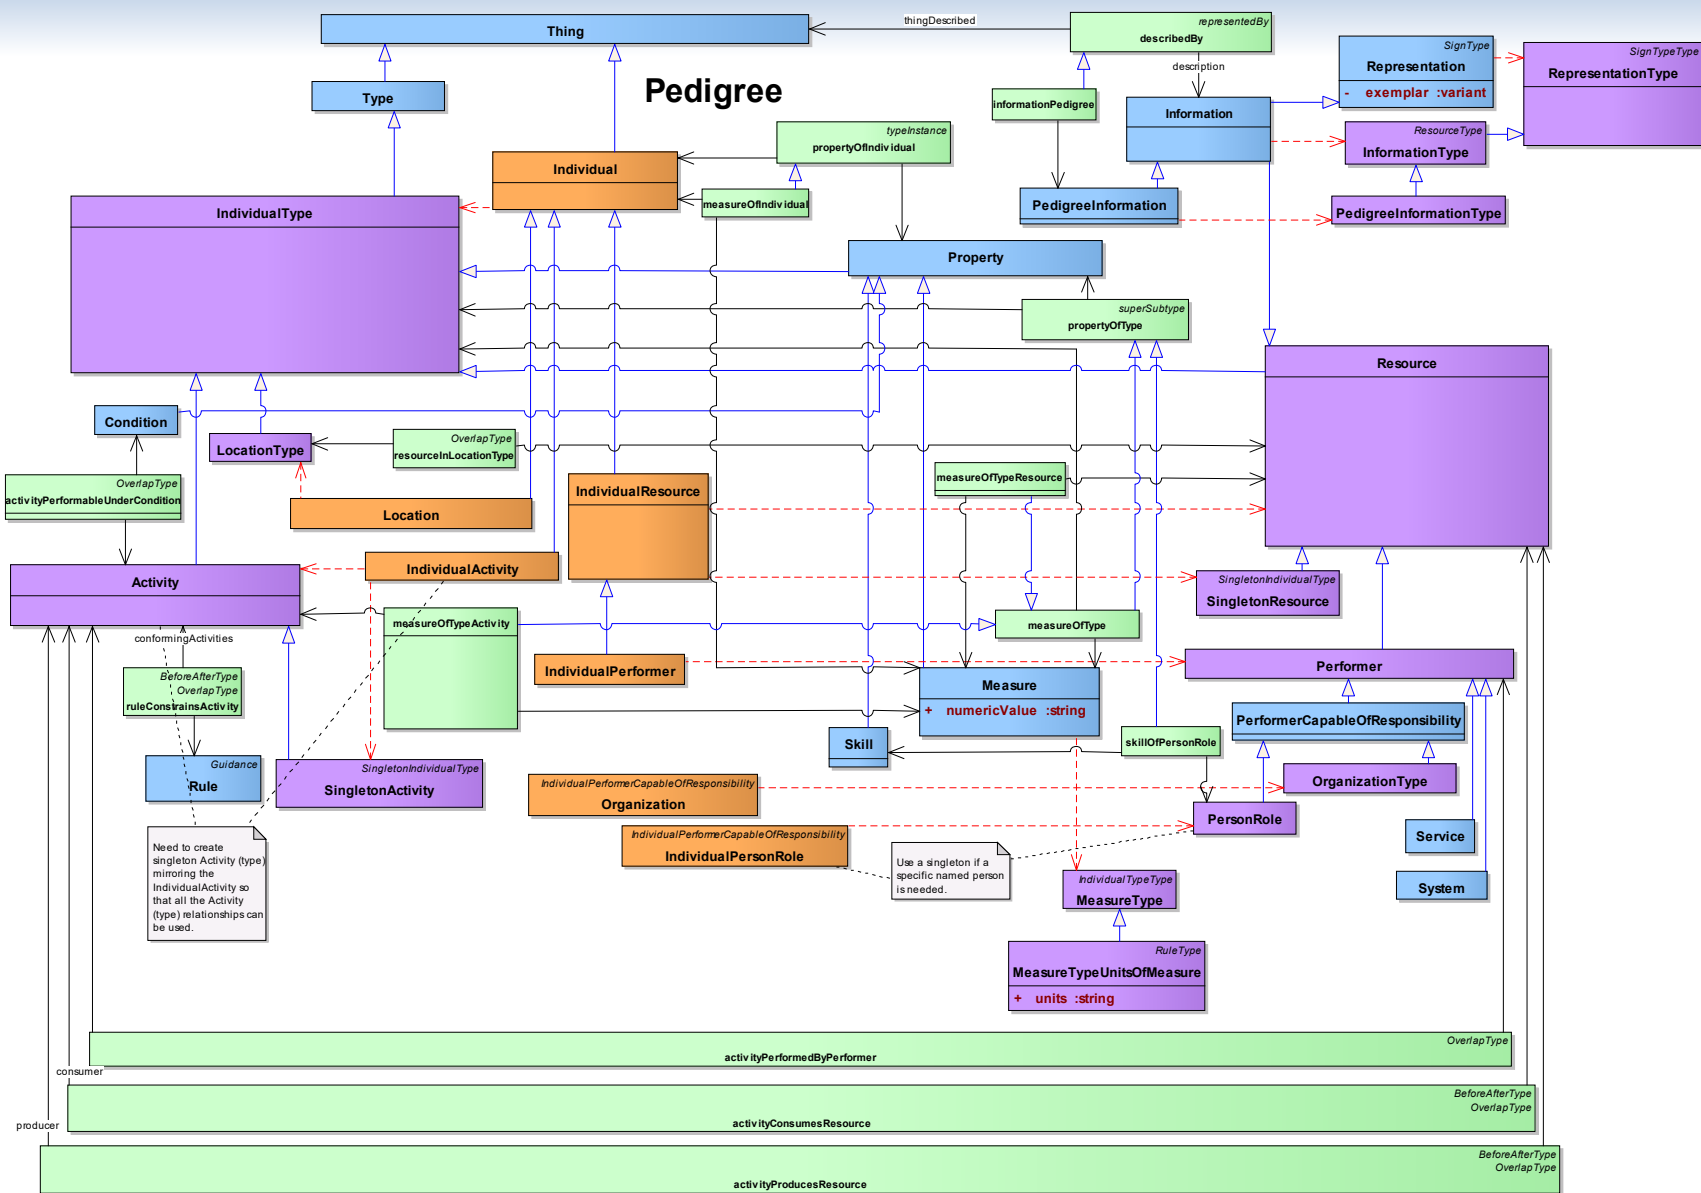 Thing
thingDescribed
representedBy
describedBy
SignType
Representation
- exemplar :variant
SignTypeType
RepresentationType
description
Type
Pedigree
informationPedigree
Information
typeInstance
propertyOfIndividual
ResourceType
InformationType
Individual
measureOfIndividual
PedigreeInformation
PedigreeInformationType
IndividualType
Property
superSubtype
propertyOfType
Resource
Condition
LocationType
OverlapType
resourceInLocationType
OverlapType
activityPerformableUnderCondition
Location
IndividualResource
measureOfTypeResource
Activity
IndividualActivity
SingletonIndividualType
SingletonResource
conformingActivities
measureOfTypeActivity
measureOfType
BeforeAfterType
OverlapType
ruleConstrainsActivity
IndividualPerformer
Performer
Measure
+ numericValue :string
PerformerCapableOfResponsibility
Skill
skillOfPersonRole
Guidance
Rule
SingletonIndividualType
SingletonActivity
IndividualPerformerCapableOfResponsibility
Organization
OrganizationType
IndividualPerformerCapableOfResponsibility
IndividualPersonRole
PersonRole
Service
System
Need to create
singleton Activity (type)
mirroring the
IndividualActivity so
that all the Activity
(type) relationships can
be used.
Use a singleton if a
specific named person
is needed.
IndividualTypeType
MeasureType
RuleType
MeasureTypeUnitsOfMeasure
+ units :string
OverlapType
activityPerformedByPerformer
consumer
BeforeAfterType
OverlapType
activityConsumesResource
producer
BeforeAfterType
OverlapType
activityProducesResource